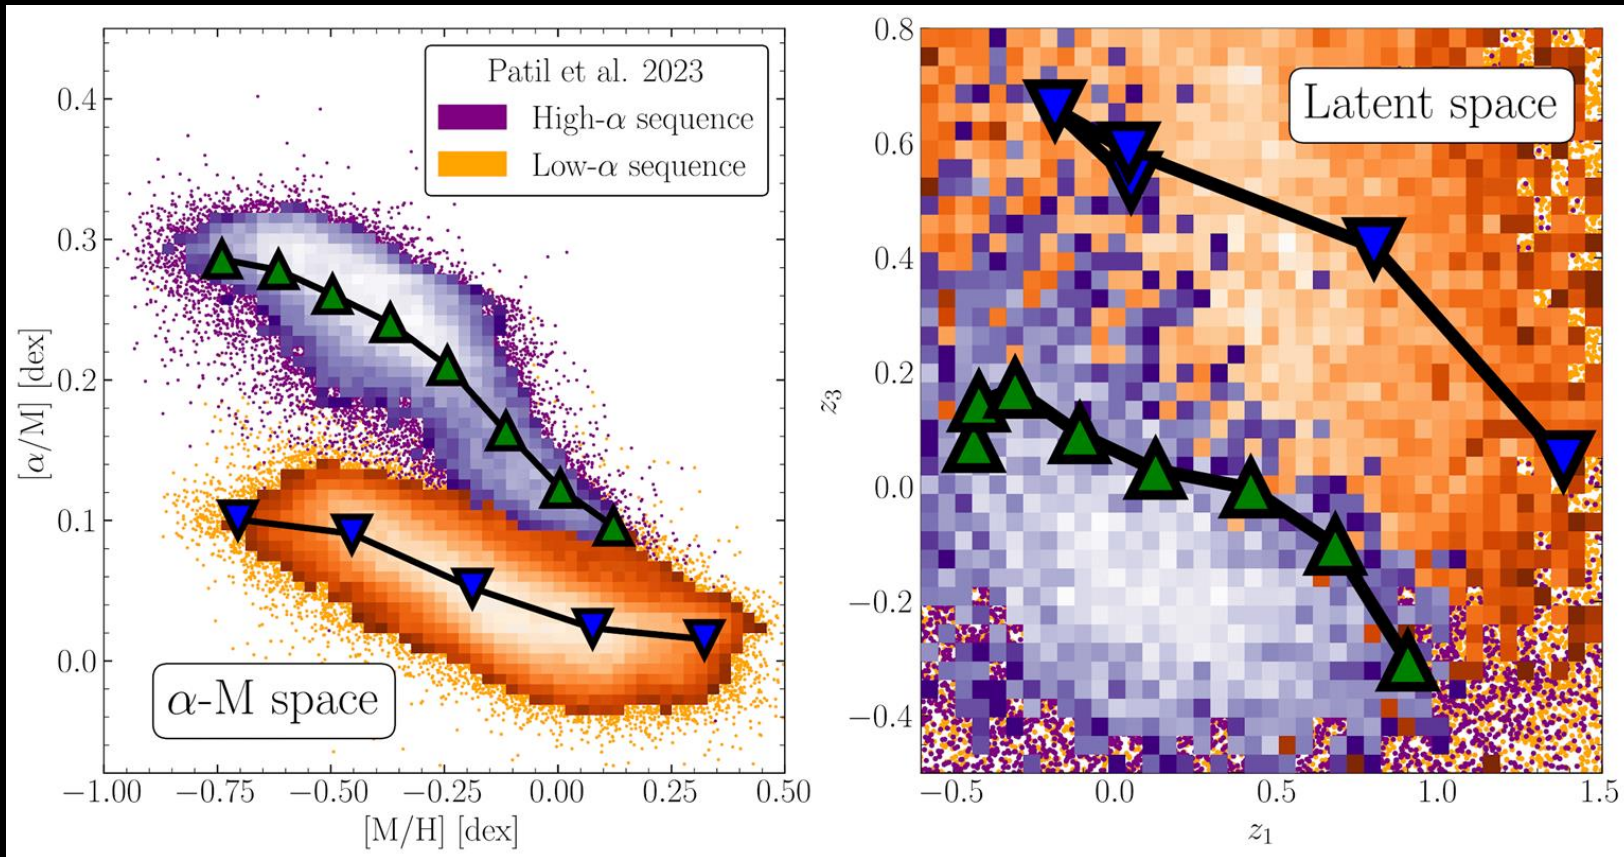 Patil et al. 2023
High-α sequence
Low-α sequence
α-M space
[α/M] [dex]
0.4
0.3
0.2
0.1
0.0
−1.00 −0.75 −0.50 −0.25 0.00 0.25 0.50
[M/H] [dex]
Latent space
z₃
0.8
0.6
0.4
0.2
0.0
−0.2
−0.4
−0.5 0.0 0.5 1.0 1.5
z₁